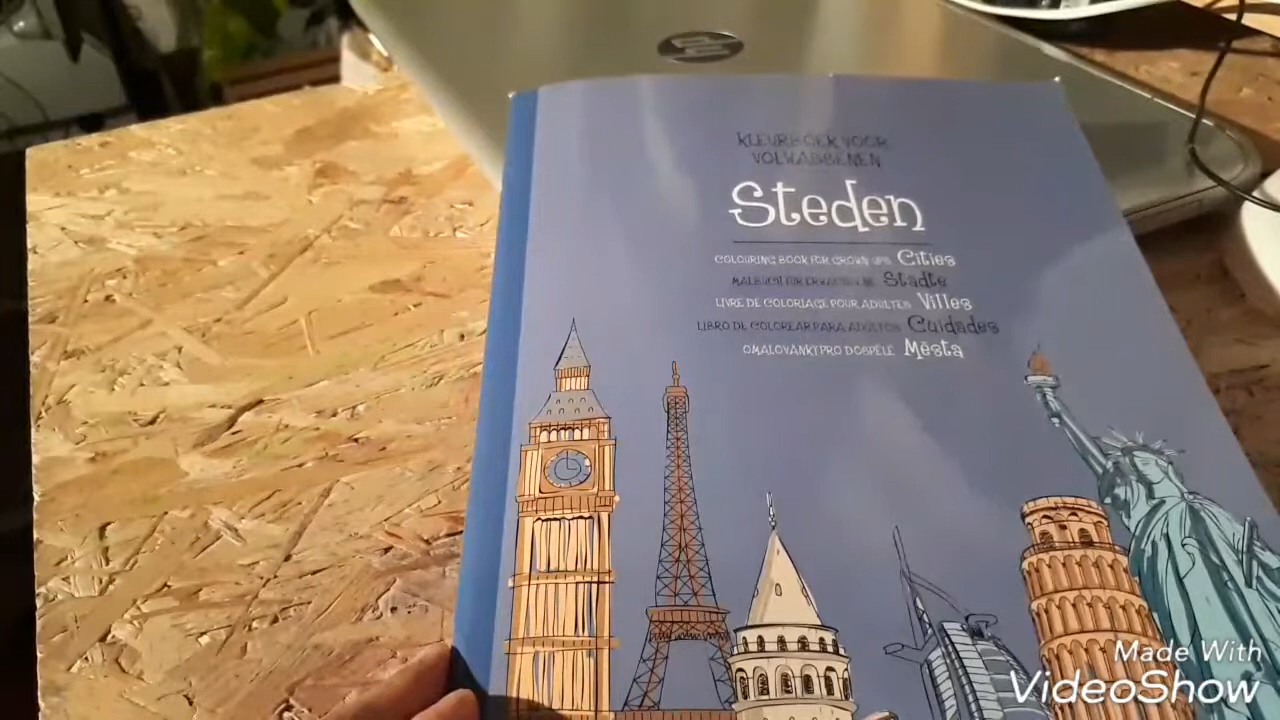 KLEURBOEK VOOR
VOLWASSENEN
Steden
COLOURING BOOK FOR GROWN UPS Cities
MALBUCH FÜR ERWACHSENE Städte
LIVRE DE COLORIAGE POUR ADULTES Villes
LIBRO DE COLOREAR PARA ADULTOS Cuidades
OMALOVÁNKY PRO DOSPĚLÉ Města
Made With
VideoShow